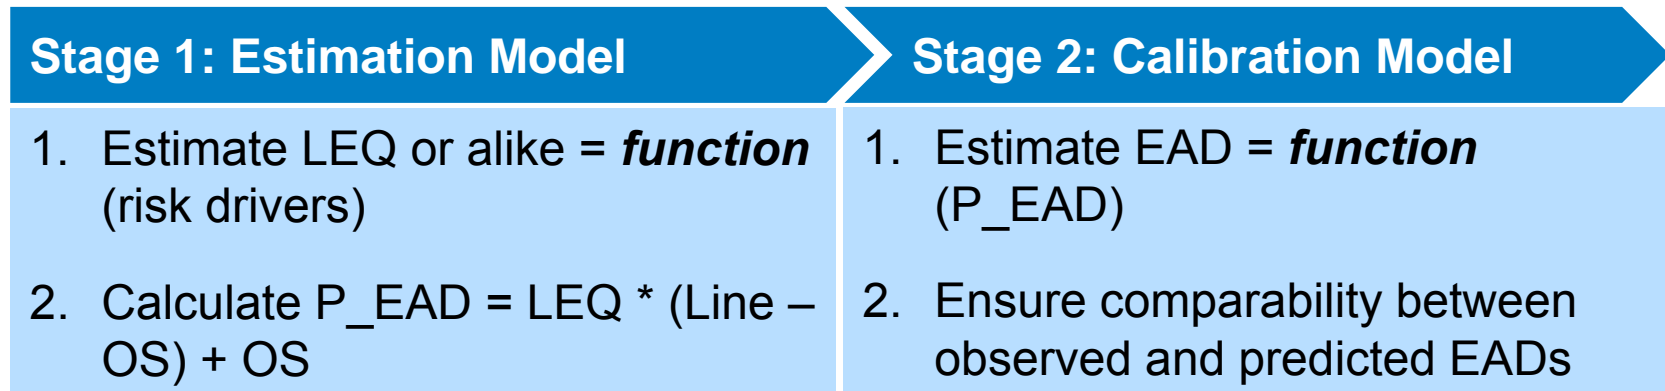 Stage 1: Estimation Model
1. Estimate LEQ or alike = function
(risk drivers)
2. Calculate P_EAD = LEQ * (Line –
OS) + OS
Stage 2: Calibration Model
1. Estimate EAD = function
(P_EAD)
2. Ensure comparability between
observed and predicted EADs